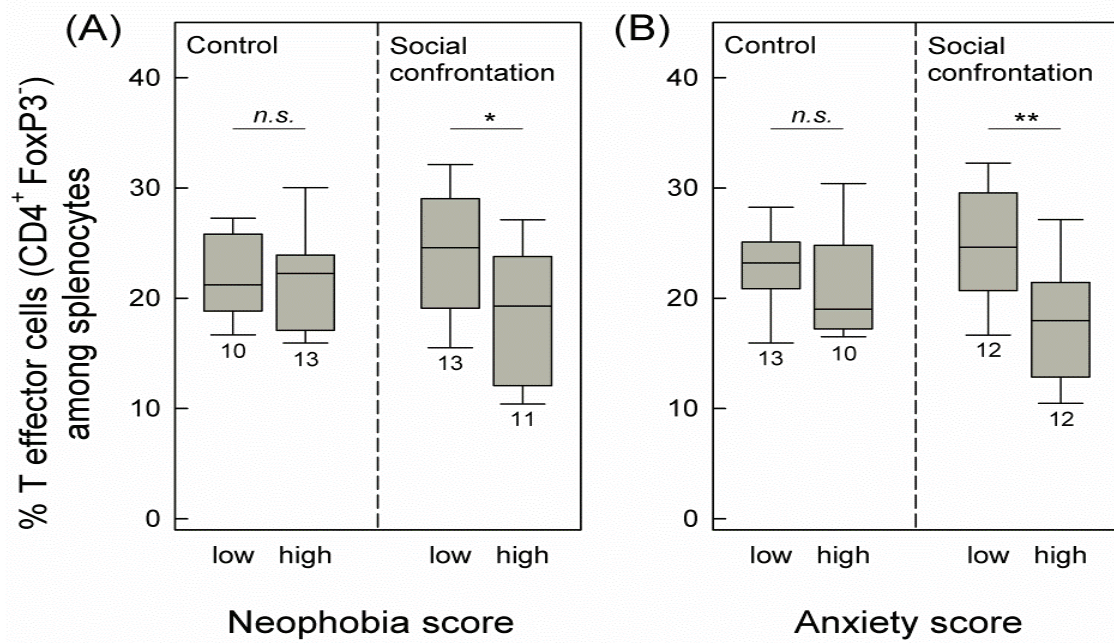 (A)
Control
Social
confrontation
n.s.
*
40
30
20
10
0
10
13
13
11
low high low high
Neophobia score
% T effector cells (CD4+ FoxP3-)
among splenocytes
(B)
Control
Social
confrontation
n.s.
**
40
30
20
10
0
13
10
12
12
low high low high
Anxiety score